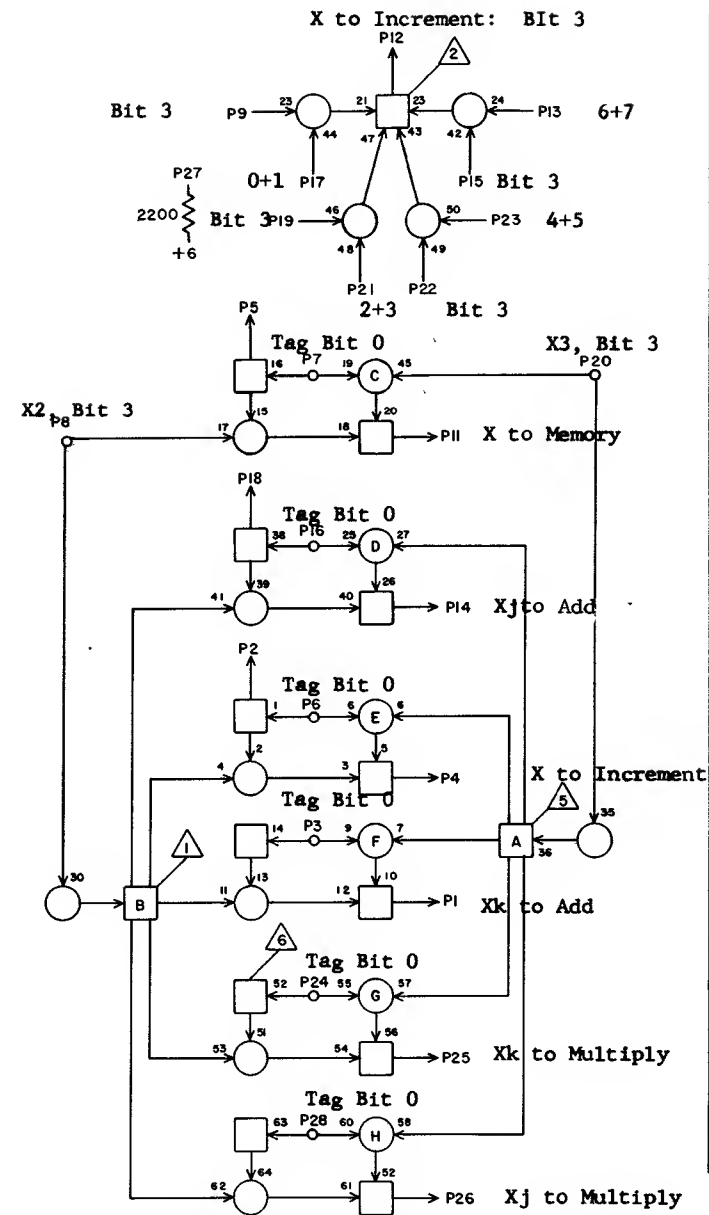 X to Increment: BIt 3
P12
2
Bit 3 P9 23 21 23 24 P13 6+7
44 47 43 42
P27 0+1 P17 P15 Bit 3
2200 Bit 3 P19 46 50 P23 4+5
+6 48 49
P21 P22
2+3 Bit 3
P5
Tag Bit 0 X3, Bit 3
P7 P20
16 19 C 45
X2, Bit 3
P8
15 20
17 18 P11 X to Memory
P18
Tag Bit 0
P16
38 25 D 27
39 26
41 40 P14 Xj to Add
P2
Tag Bit 0
P6
1 6 E 6
2 5
4 3 P4 X to Increment
Tag Bit 0 5
P3 35
14 9 F 7 A 36
30 1 13 10
B 11 12 P1 Xk to Add
6
Tag Bit 0
P24
52 55 G 57
51 56
53 54 P25 Xk to Multiply
Tag Bit 0
P28
63 60 H 58
64 52
62 61 P26 Xj to Multiply